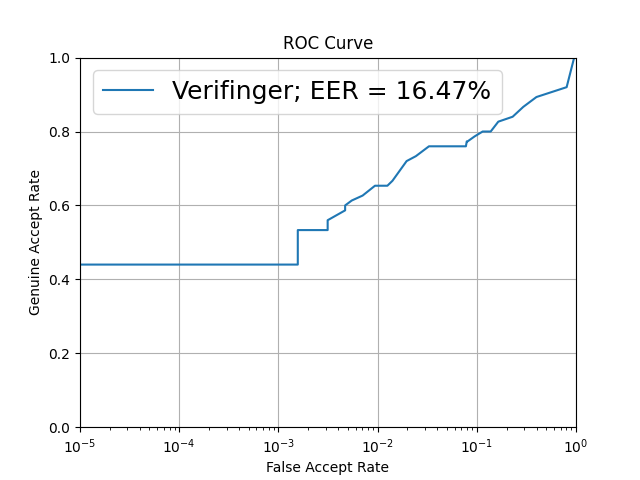 ROC Curve
Verifinger; EER = 16.47%
1.0
0.8
0.6
0.4
0.2
0.0
Genuine Accept Rate
10⁻⁵ 10⁻⁴ 10⁻³ 10⁻² 10⁻¹ 10⁰
False Accept Rate